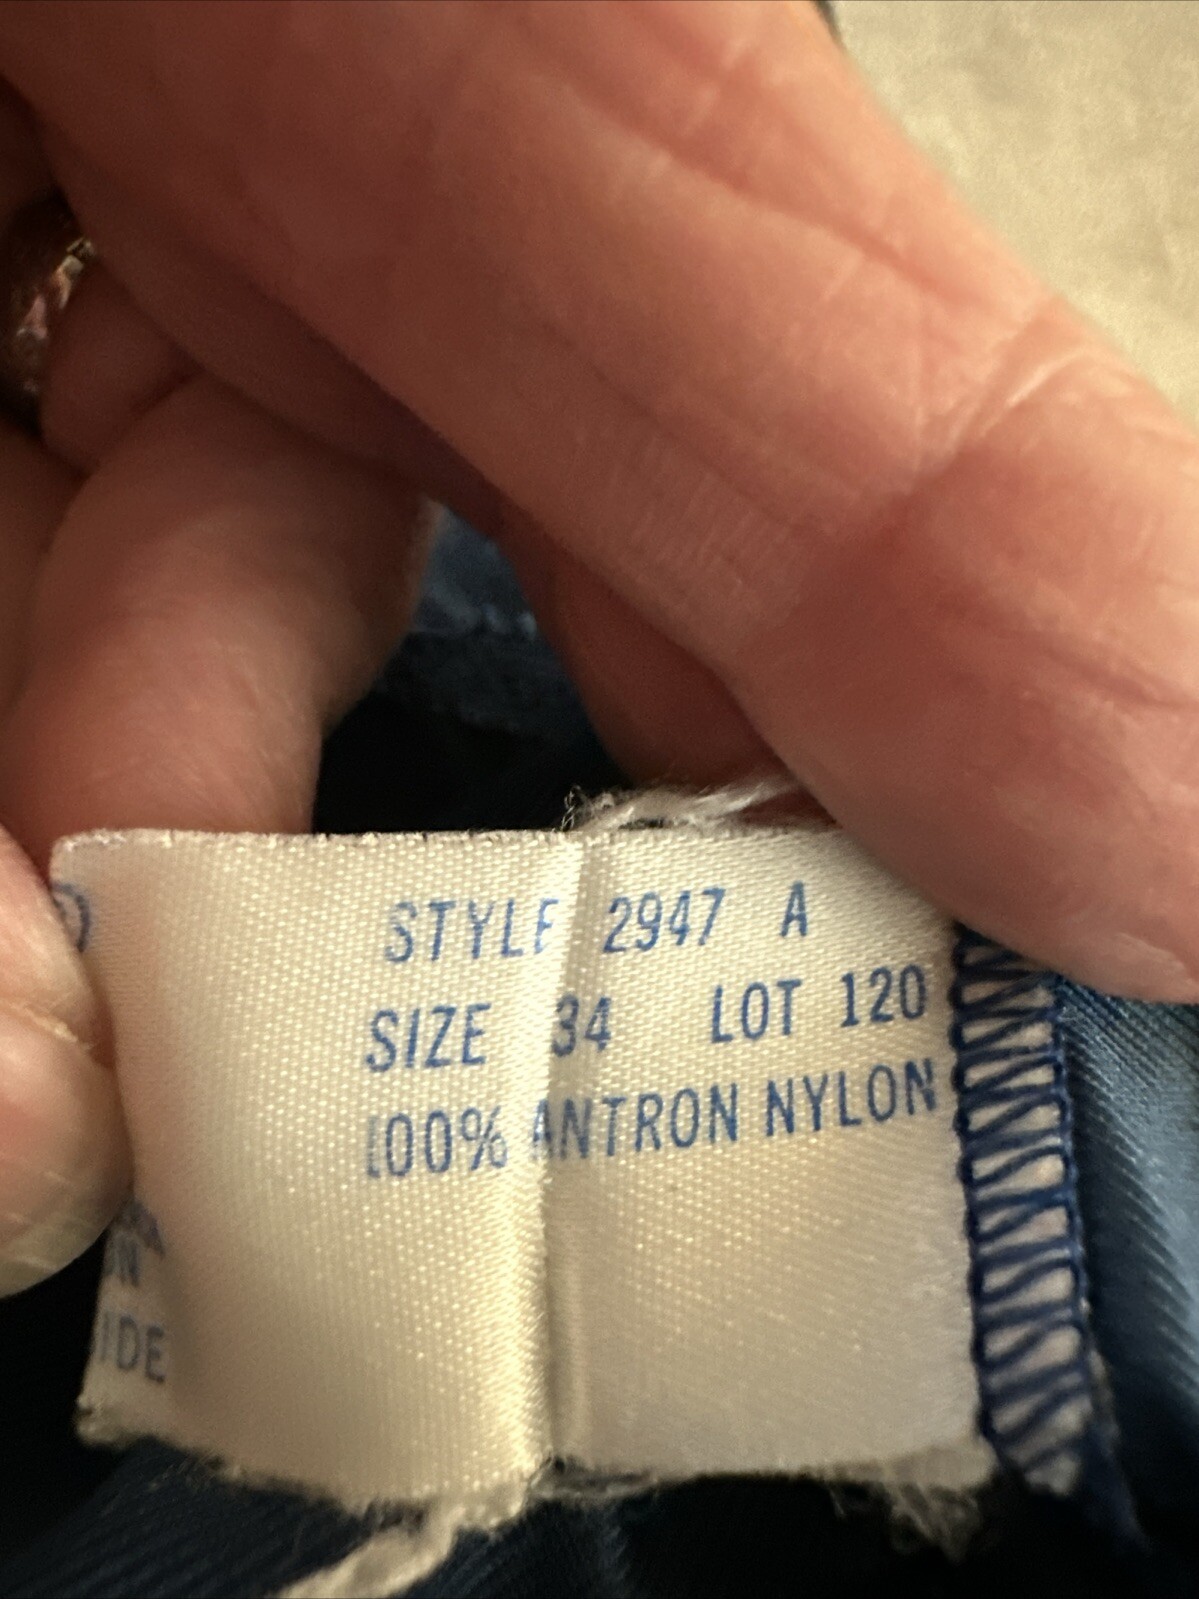 STYLE 2947 A
SIZE 34 LOT 120
100% ANTRON NYLON